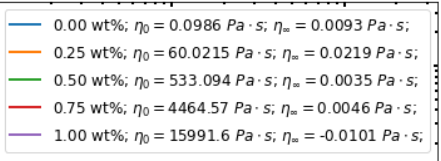 0.00 wt%; η₀ = 0.0986 Pa · s; η∞ = 0.0093 Pa · s;
0.25 wt%; η₀ = 60.0215 Pa · s; η∞ = 0.0219 Pa · s;
0.50 wt%; η₀ = 533.094 Pa · s; η∞ = 0.0035 Pa · s;
0.75 wt%; η₀ = 4464.57 Pa · s; η∞ = 0.0046 Pa · s;
1.00 wt%; η₀ = 15991.6 Pa · s; η∞ = -0.0101 Pa · s;